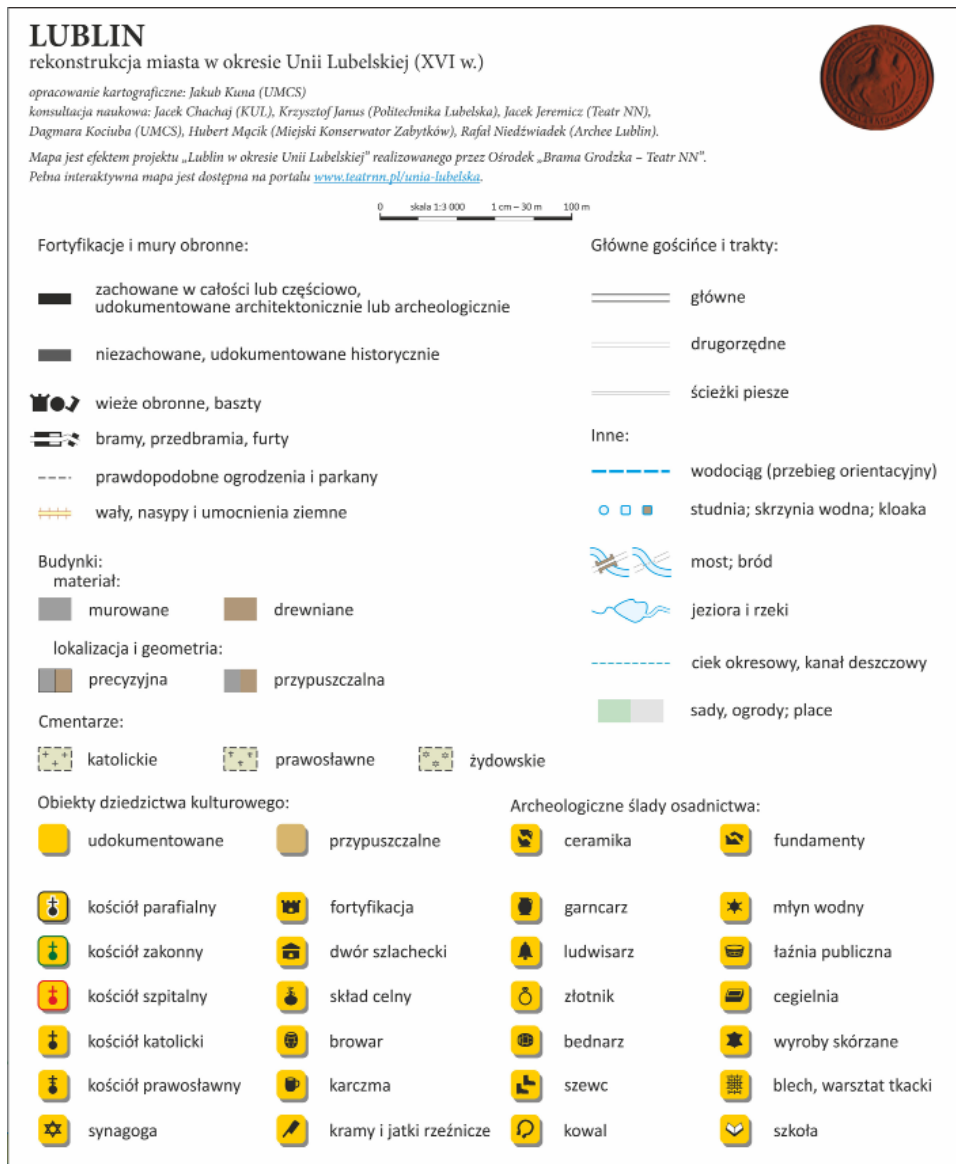 LUBLIN
rekonstrukcja miasta w okresie Unii Lubelskiej (XVI w.)
opracowanie kartograficzne: Jakub Kuna (UMCS)
konsultacja naukowa: Jacek Chachaj (KUL), Krzysztof Janus (Politechnika Lubelska), Jacek Jeremicz (Teatr NN),
Dagmara Kociuba (UMCS), Hubert Mącik (Miejski Konserwator Zabytków), Rafał Niedźwiadek (Archee Lublin).
Mapa jest efektem projektu „Lublin w okresie Unii Lubelskiej” realizowanego przez Ośrodek „Brama Grodzka – Teatr NN”.
Pełna interaktywna mapa jest dostępna na portalu www.teatrnn.pl/unia-lubelska.
0 skala 1:3 000 1 cm – 30 m 100 m
Fortyfikacje i mury obronne:
zachowane w całości lub częściowo,
udokumentowane architektonicznie lub archeologicznie
niezachowane, udokumentowane historycznie
wieże obronne, baszty
bramy, przedbramia, furty
prawdopodobne ogrodzenia i parkany
wały, nasypy i umocnienia ziemne
Główne gościńce i trakty:
główne
drugorzędne
ścieżki piesze
Inne:
wodociąg (przebieg orientacyjny)
studnia; skrzynia wodna; kloaka
most; bród
jeziora i rzeki
ciek okresowy, kanał deszczowy
sady, ogrody; place
Budynki:
materiał:
murowane drewniane
lokalizacja i geometria:
precyzyjna przypuszczalna
Cmentarze:
katolickie prawosławne żydowskie
Obiekty dziedzictwa kulturowego:
udokumentowane przypuszczalne
kościół parafialny fortyfikacja
kościół zakonny dwór szlachecki
kościół szpitalny skład celny
kościół katolicki browar
kościół prawosławny karczma
synagoga kramy i jatki rzeźnicze
Archeologiczne ślady osadnictwa:
ceramika fundamenty
garncarz młyn wodny
ludwisarz łaźnia publiczna
złotnik cegielnia
bednarz wyroby skórzane
szewc blech, warsztat tkacki
kowal szkoła